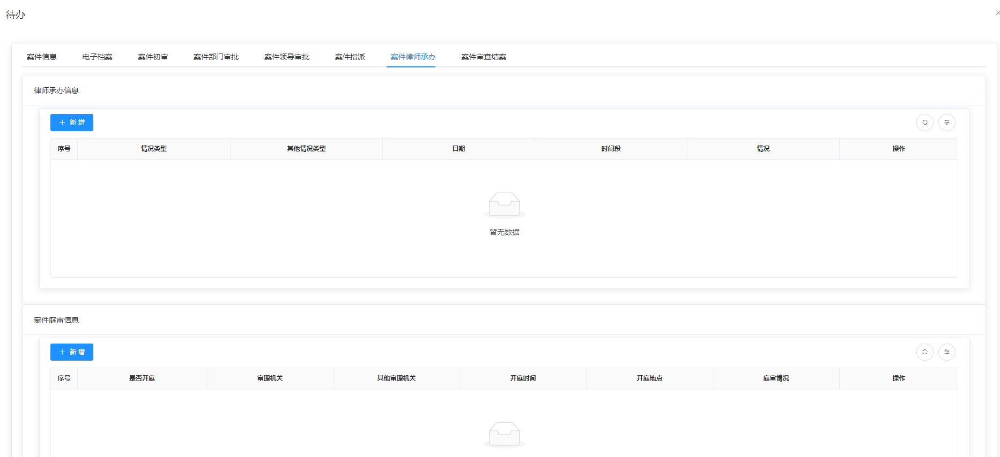 待办
案件信息 电子档案 案件初审 案件部门审批 案件领导审批 案件指派 案件律师承办 案件审查结案
律师承办信息
新增
序号 情况类型 其他情况类型 日期 时间段 情况 操作
暂无数据
案件庭审信息
新增
序号 是否开庭 审理机关 其他审理机关 开庭时间 开庭地点 庭审情况 操作